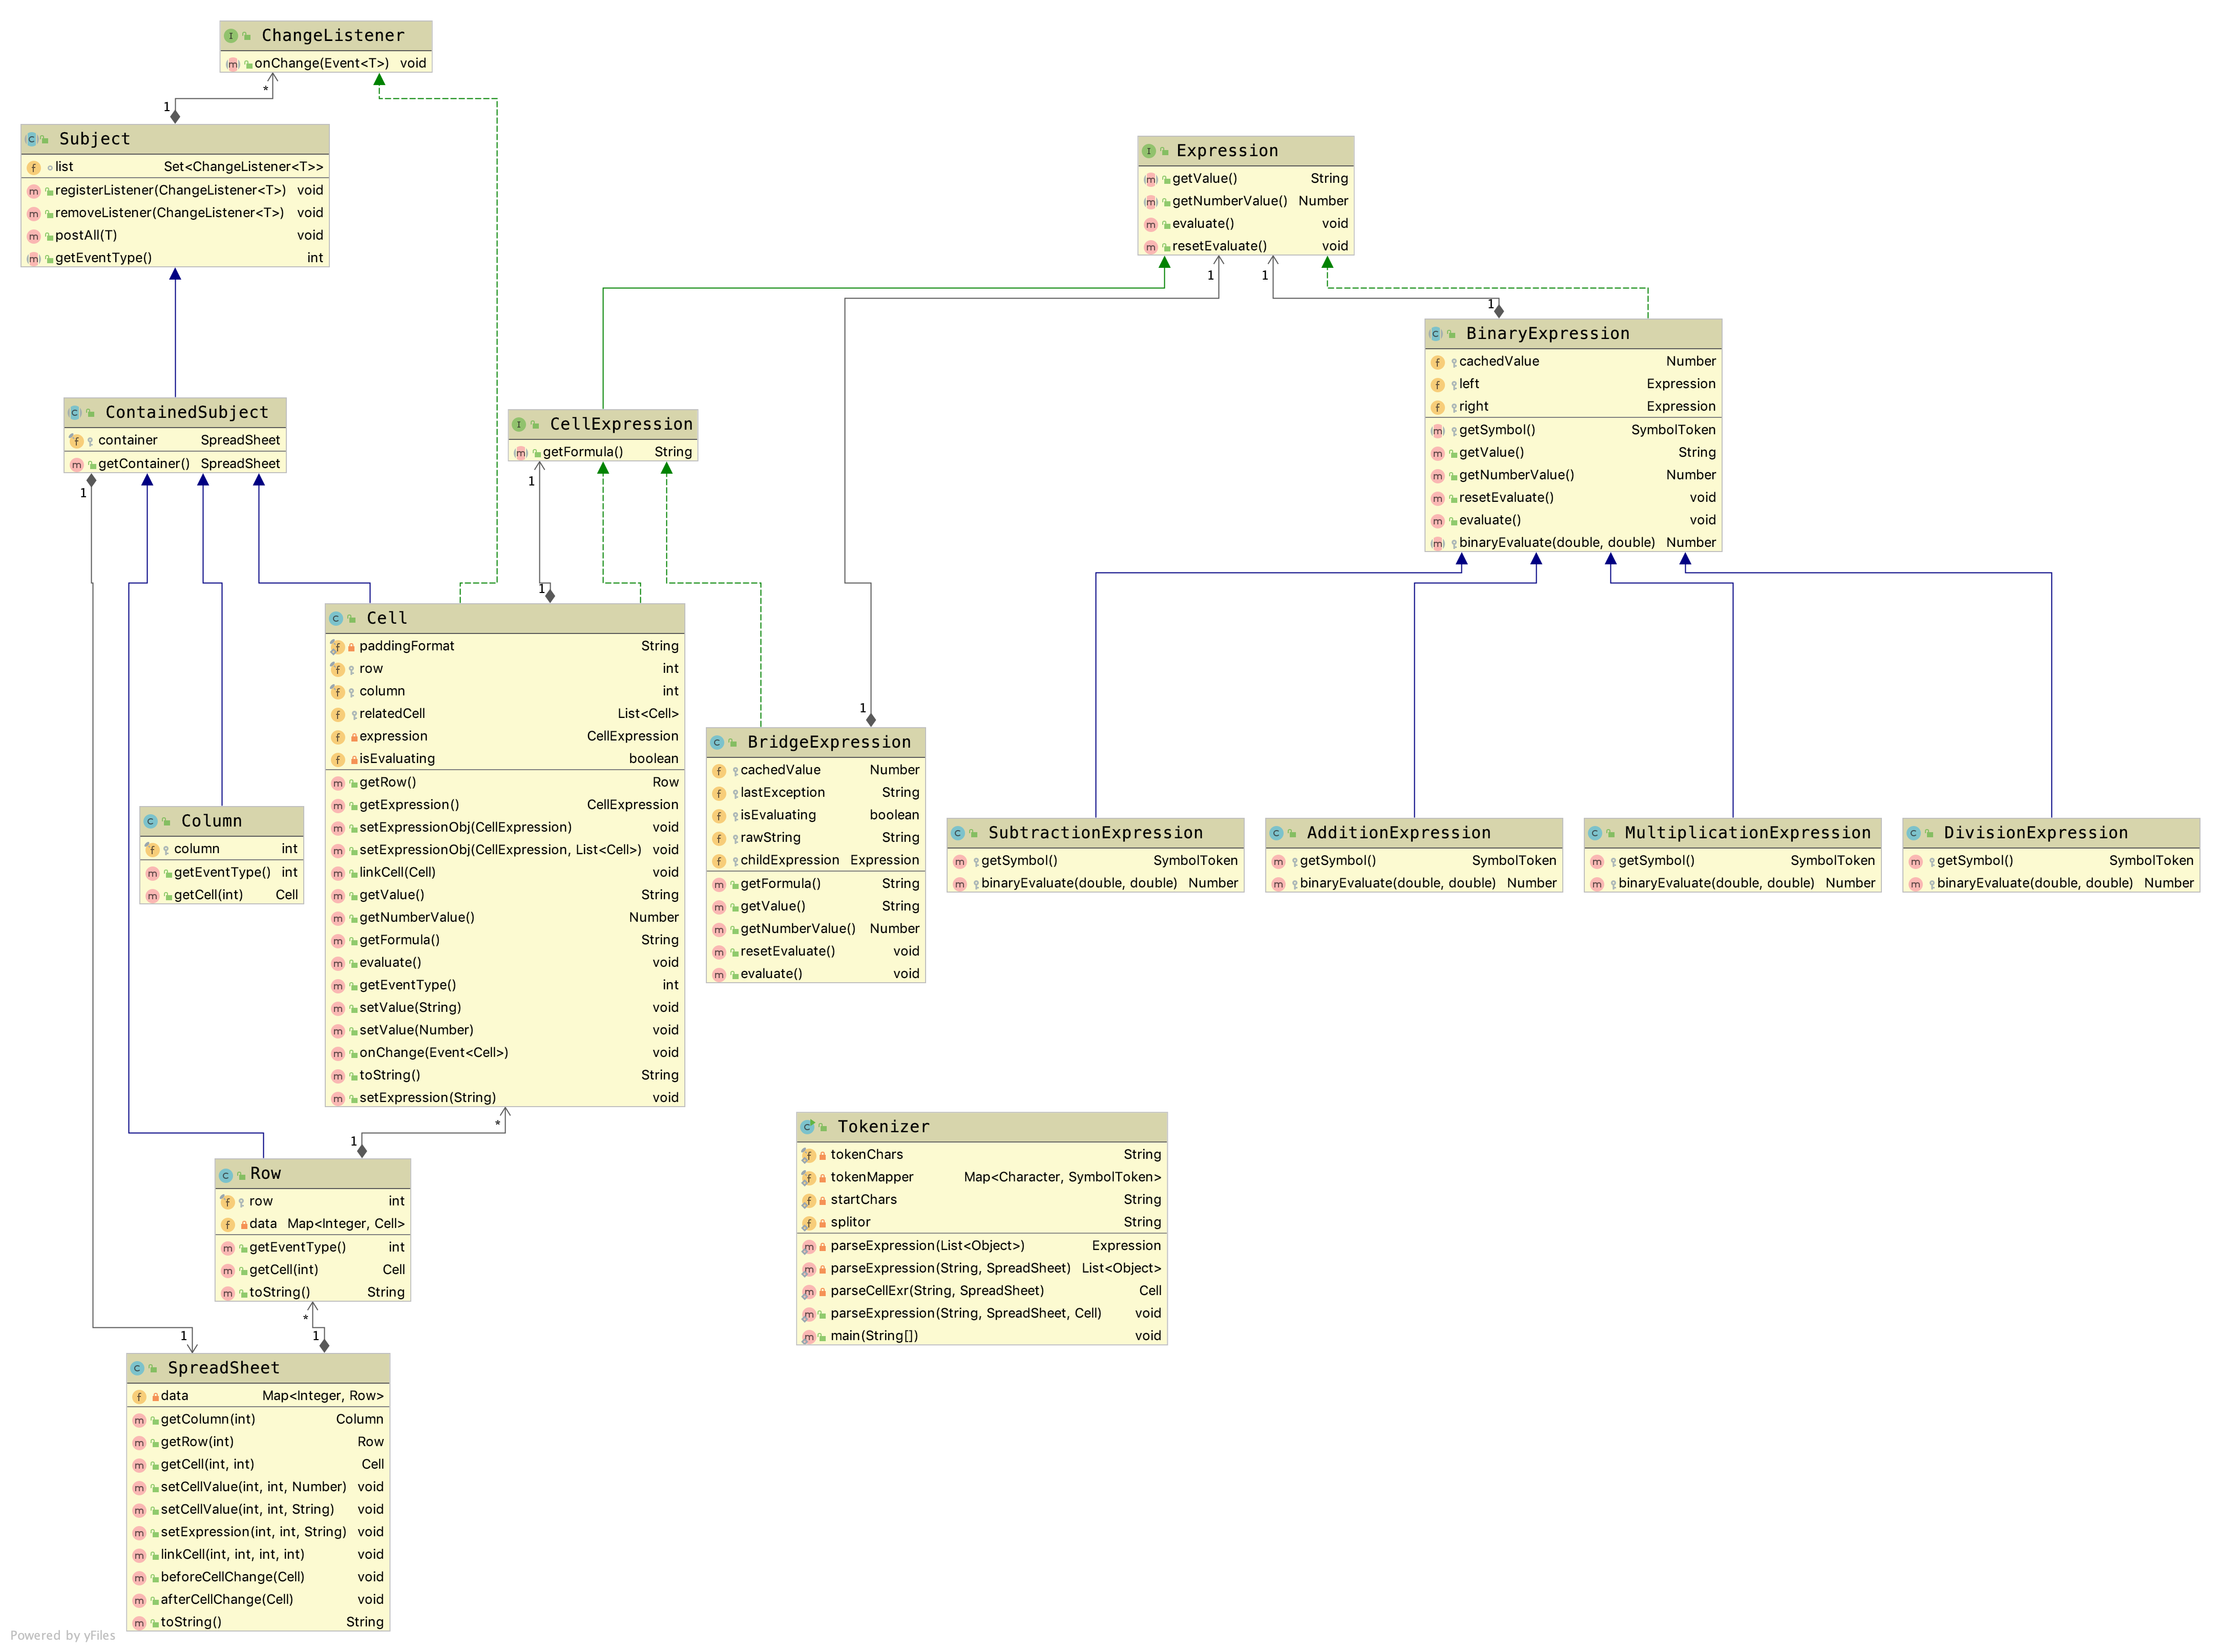 ChangeListener
onChange(Event<T>) void
*
1
Subject
list Set<ChangeListener<T>>
registerListener(ChangeListener<T>) void
removeListener(ChangeListener<T>) void
postAll(T) void
getEventType() int
Expression
getValue() String
getNumberValue() Number
evaluate() void
resetEvaluate() void
1
1
1
BinaryExpression
cachedValue Number
left Expression
right Expression
getSymbol() SymbolToken
getValue() String
getNumberValue() Number
resetEvaluate() void
evaluate() void
binaryEvaluate(double, double) Number
ContainedSubject
container SpreadSheet
getContainer() SpreadSheet
1
CellExpression
getFormula() String
1
1
Cell
paddingFormat String
row int
column int
relatedCell List<Cell>
expression CellExpression
isEvaluating boolean
getRow() Row
getExpression() CellExpression
setExpressionObj(CellExpression) void
setExpressionObj(CellExpression, List<Cell>) void
linkCell(Cell) void
getValue() String
getNumberValue() Number
getFormula() String
evaluate() void
getEventType() int
setValue(String) void
setValue(Number) void
onChange(Event<Cell>) void
toString() String
setExpression(String) void
1
BridgeExpression
cachedValue Number
lastException String
isEvaluating boolean
rawString String
childExpression Expression
getFormula() String
getValue() String
getNumberValue() Number
resetEvaluate() void
evaluate() void
Column
column int
getEventType() int
getCell(int) Cell
SubtractionExpression
getSymbol() SymbolToken
binaryEvaluate(double, double) Number
AdditionExpression
getSymbol() SymbolToken
binaryEvaluate(double, double) Number
MultiplicationExpression
getSymbol() SymbolToken
binaryEvaluate(double, double) Number
DivisionExpression
getSymbol() SymbolToken
binaryEvaluate(double, double) Number
*
1
Row
row int
data Map<Integer, Cell>
getEventType() int
getCell(int) Cell
toString() String
Tokenizer
tokenChars String
tokenMapper Map<Character, SymbolToken>
startChars String
splitor String
parseExpression(List<Object>) Expression
parseExpression(String, SpreadSheet) List<Object>
parseCellExr(String, SpreadSheet) Cell
parseExpression(String, SpreadSheet, Cell) void
main(String[]) void
*
1
1
SpreadSheet
data Map<Integer, Row>
getColumn(int) Column
getRow(int) Row
getCell(int, int) Cell
setCellValue(int, int, Number) void
setCellValue(int, int, String) void
setExpression(int, int, String) void
linkCell(int, int, int, int) void
beforeCellChange(Cell) void
afterCellChange(Cell) void
toString() String
Powered by yFiles